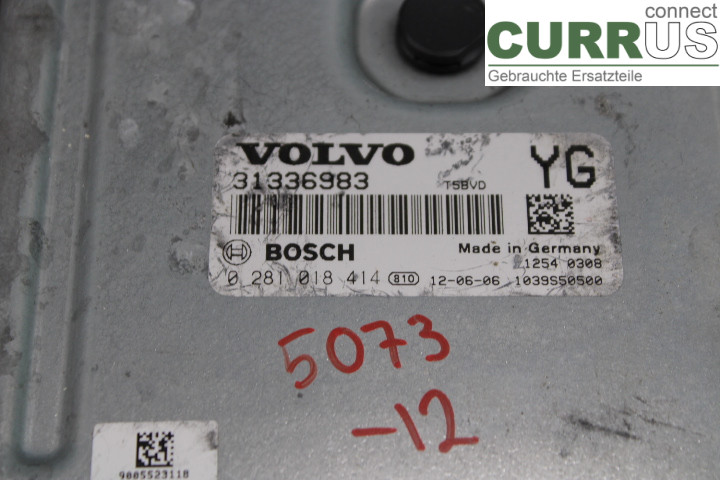 connect
CURRUS
Gebrauchte Ersatzteile
VOLVO
YG
31336983
TSBVD
BOSCH
Made in Germany
1254 0308
0 281 018 414 810 12-06-06 1039S50500
5073
-12
9005523118